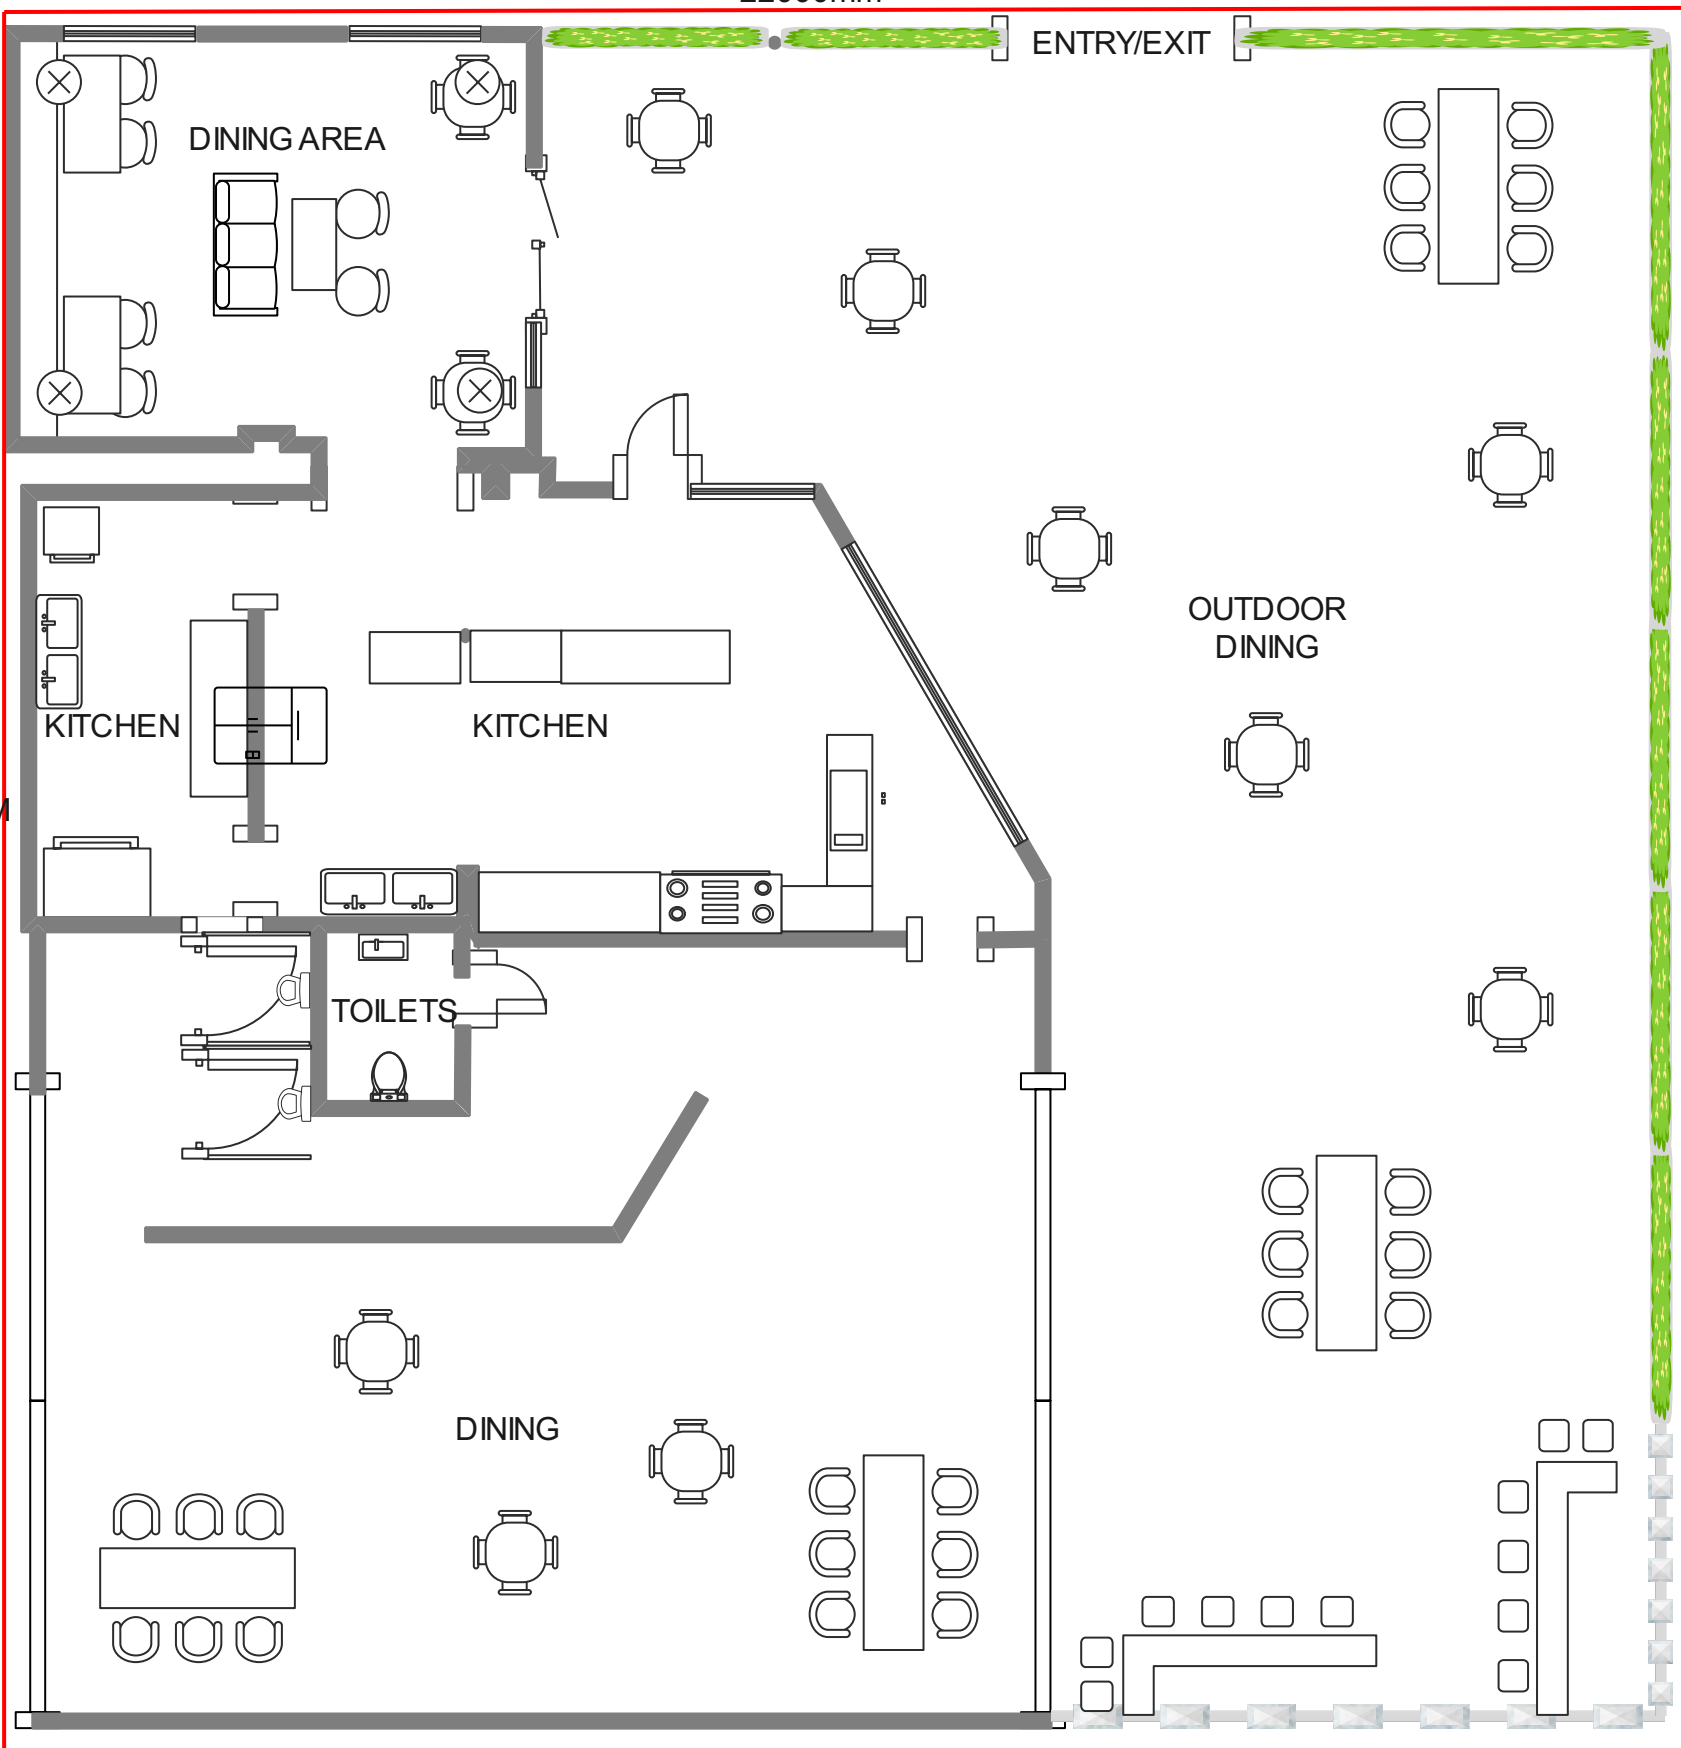 ENTRY/EXIT
DINING AREA
OUTDOOR
DINING
KITCHEN
KITCHEN
TOILETS
DINING